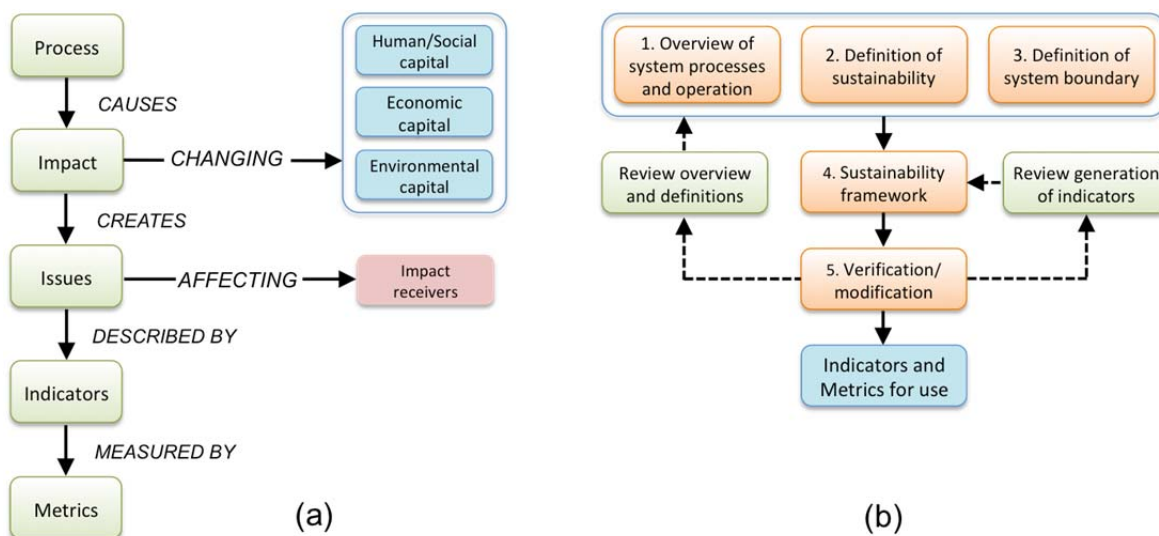 Process
CAUSES
Impact
CHANGING
Human/Social
capital
Economic
capital
Environmental
capital
CREATES
Issues
AFFECTING
Impact
receivers
DESCRIBED BY
Indicators
MEASURED BY
Metrics
(a)
1. Overview of
system processes
and operation
2. Definition of
sustainability
3. Definition of
system boundary
Review overview
and definitions
4. Sustainability
framework
Review generation
of indicators
5. Verification/
modification
Indicators and
Metrics for use
(b)